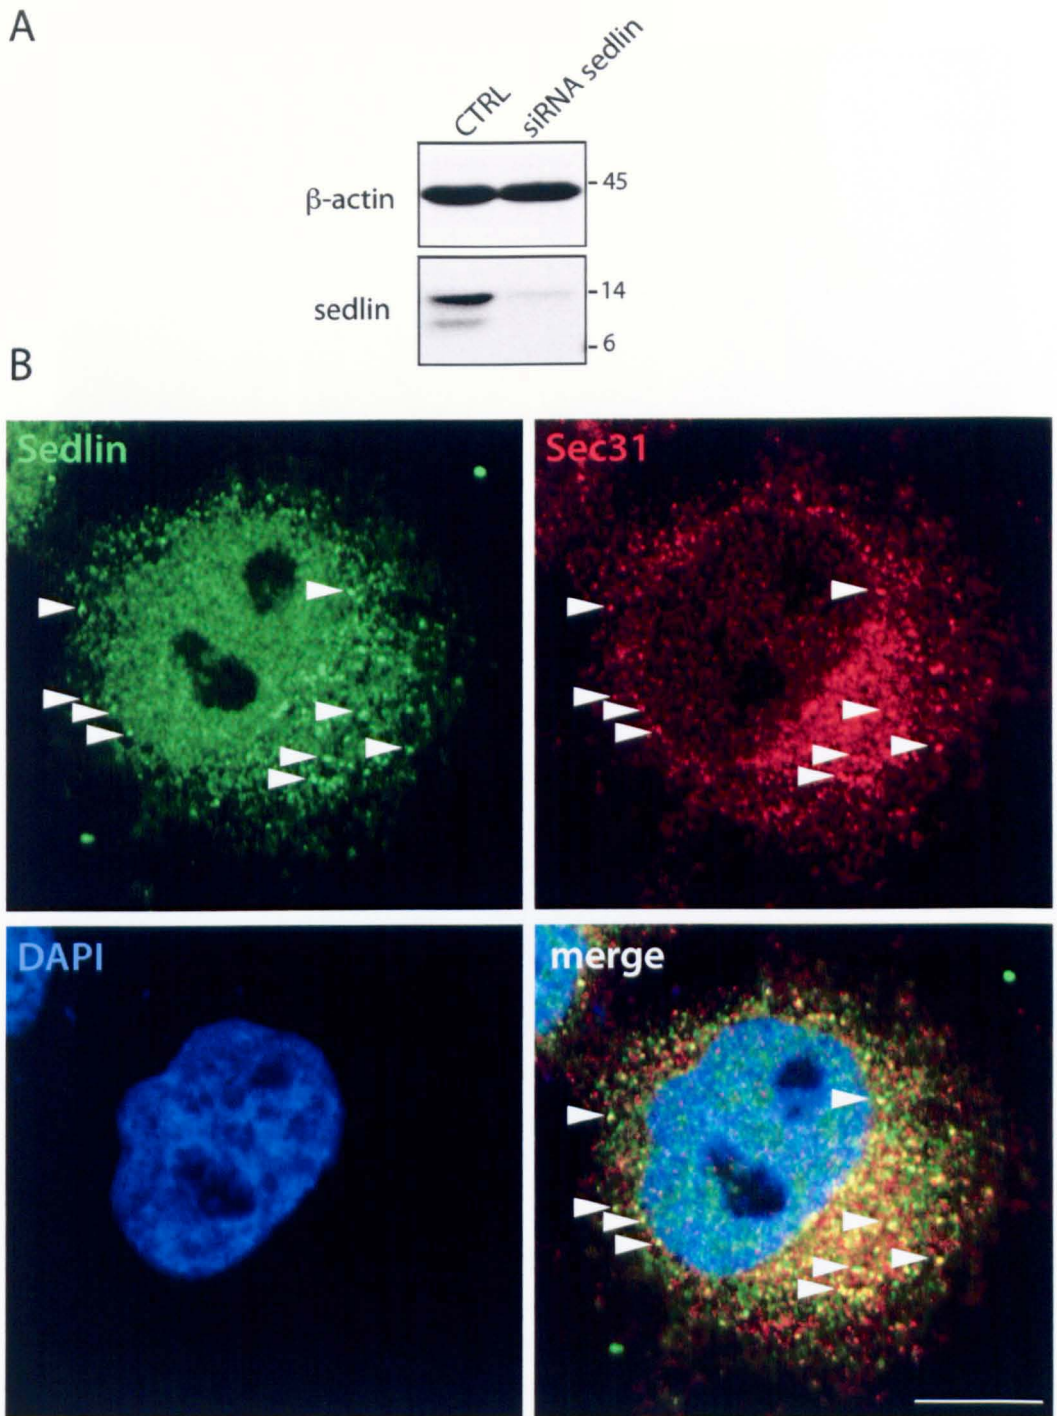 A
CTRL
siRNA sedlin
β-actin
-45
sedlin
-14
-6
B
Sedlin
Sec31
DAPI
merge